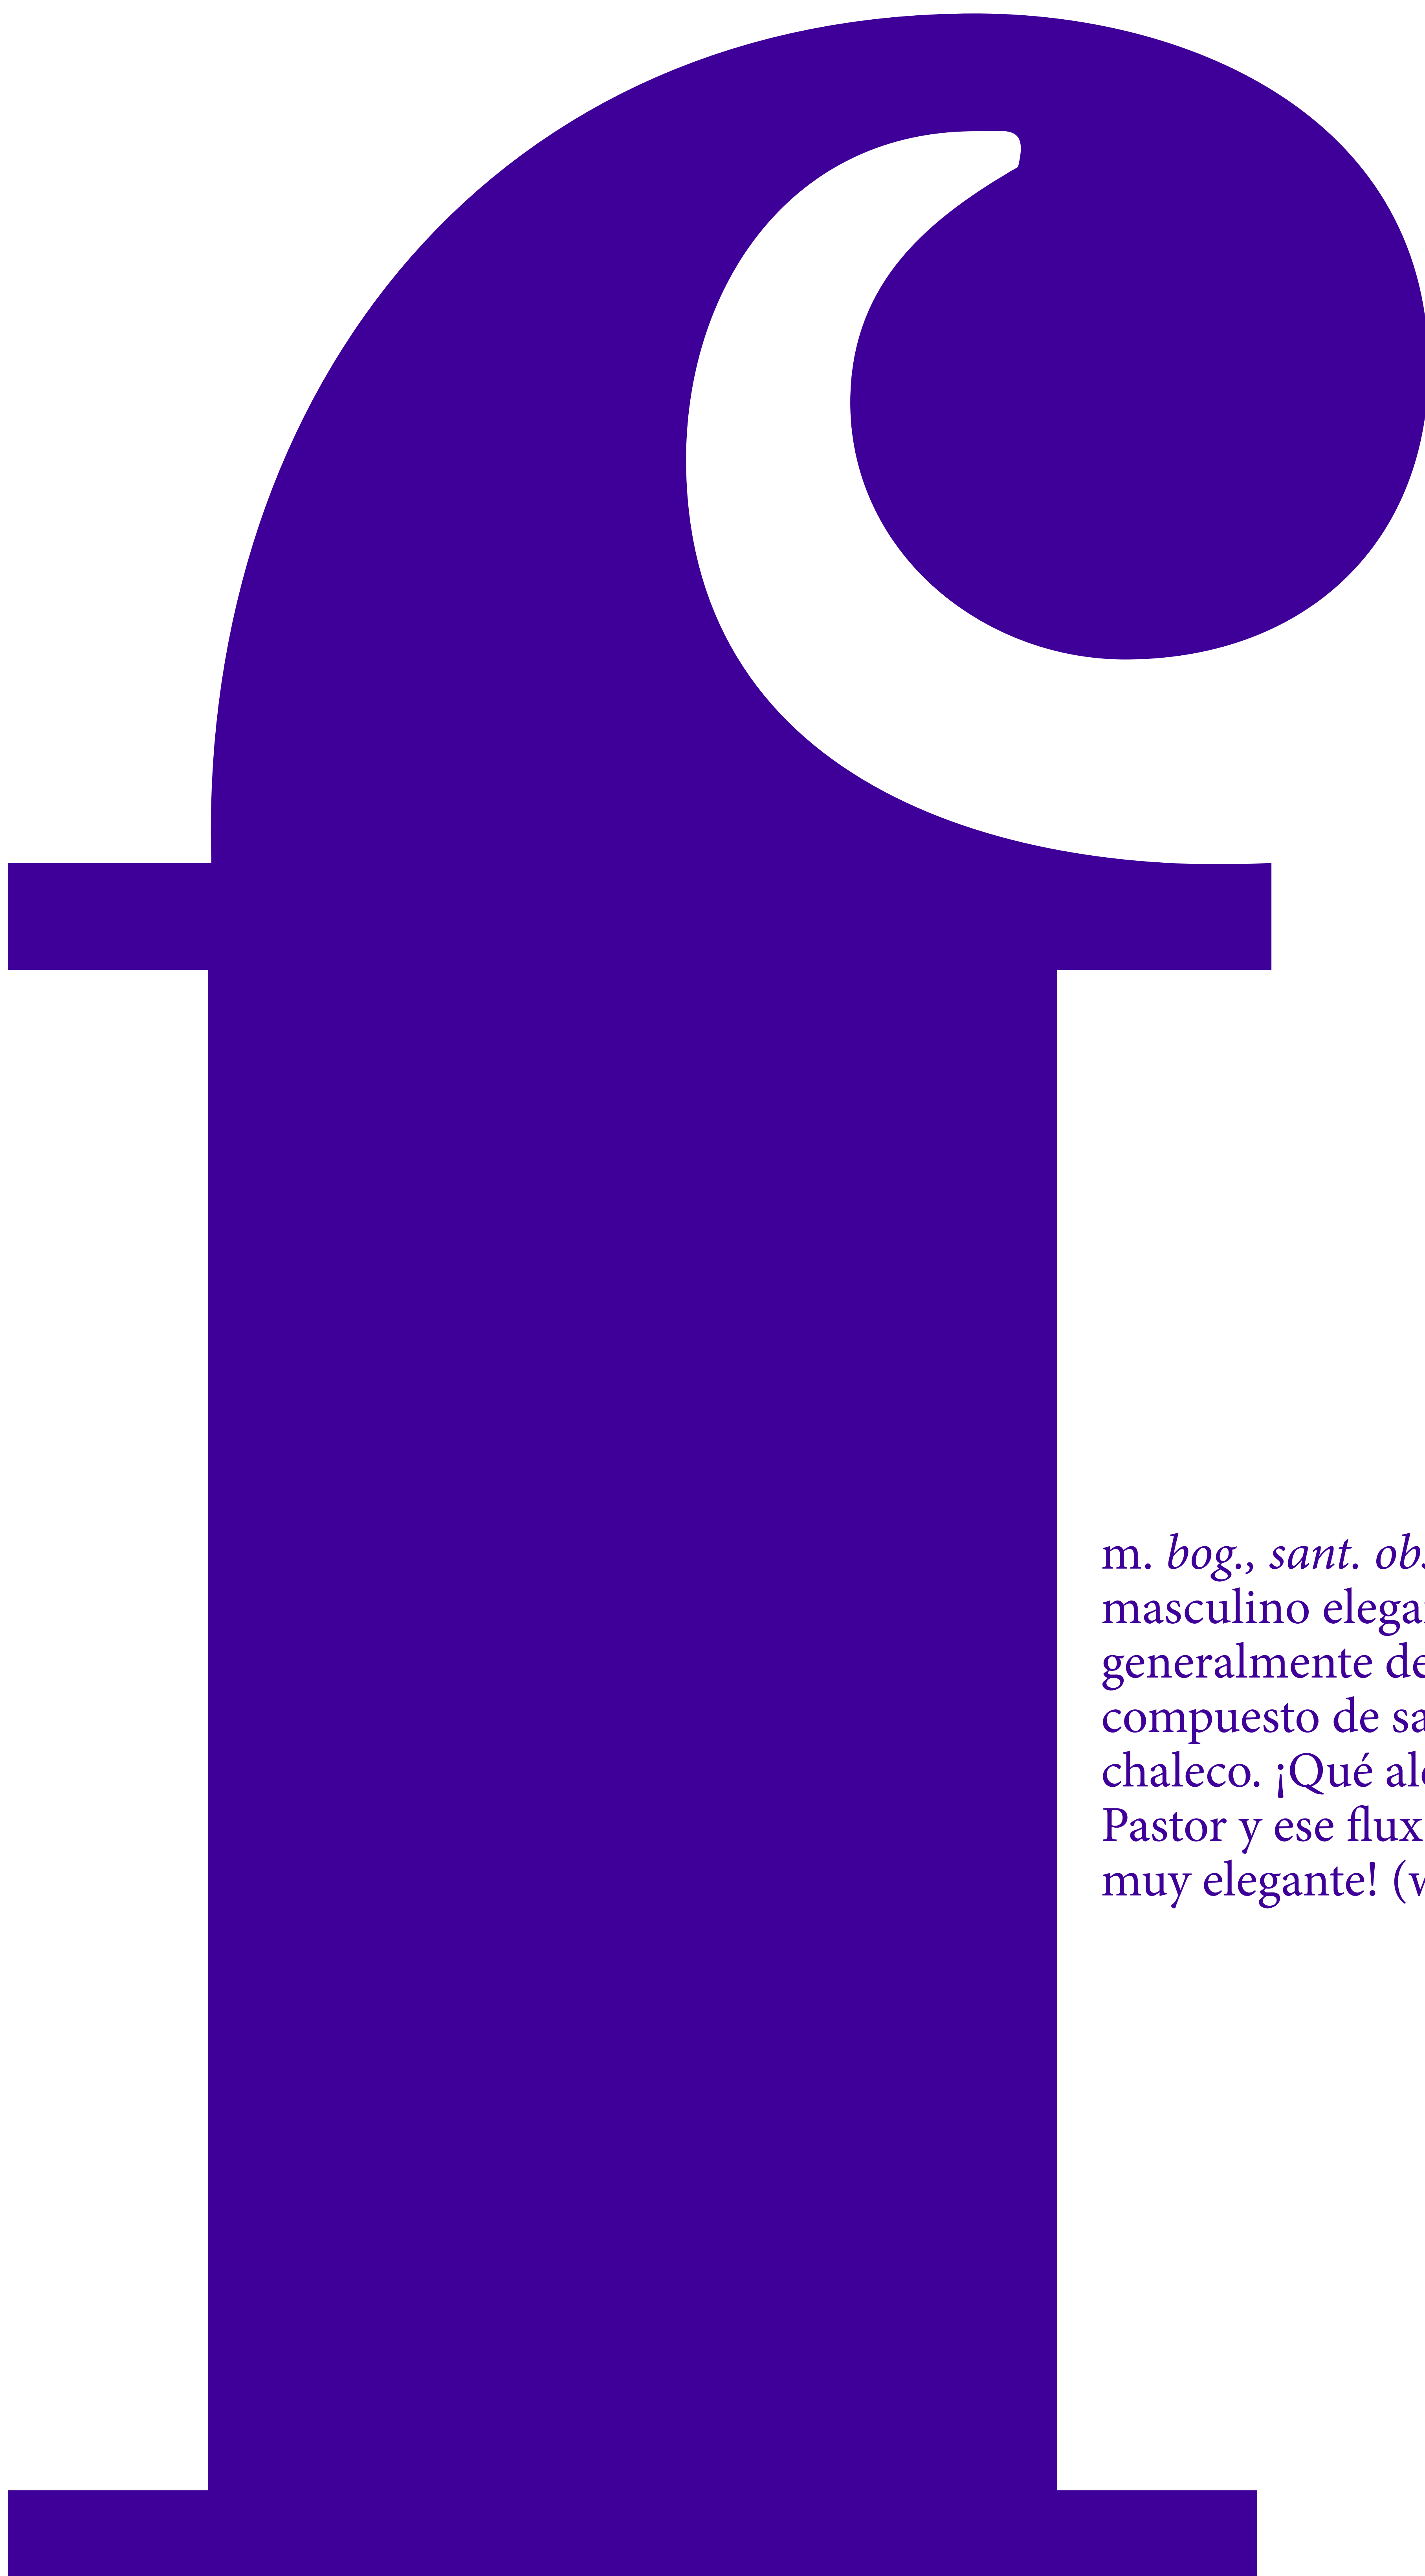 f
m. bog., sant. ob
masculino elega
generalmente de
compuesto de sa
chaleco. ¡Qué al
Pastor y ese flux
muy elegante! (v